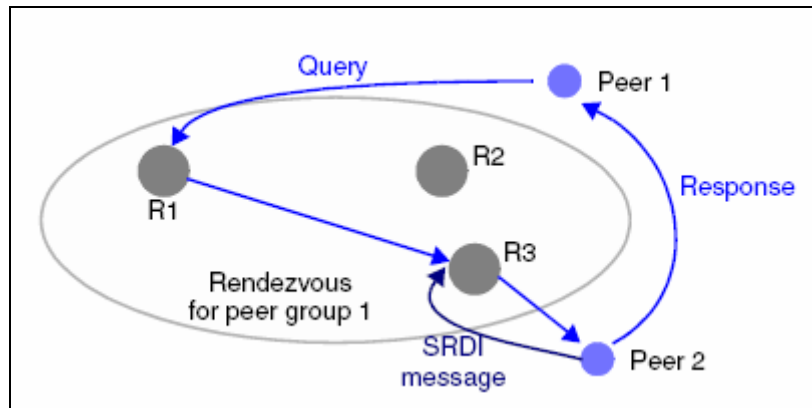 Query
Peer 1
R2
R1
Response
R3
Rendezvous
for peer group 1
SRDI
message
Peer 2